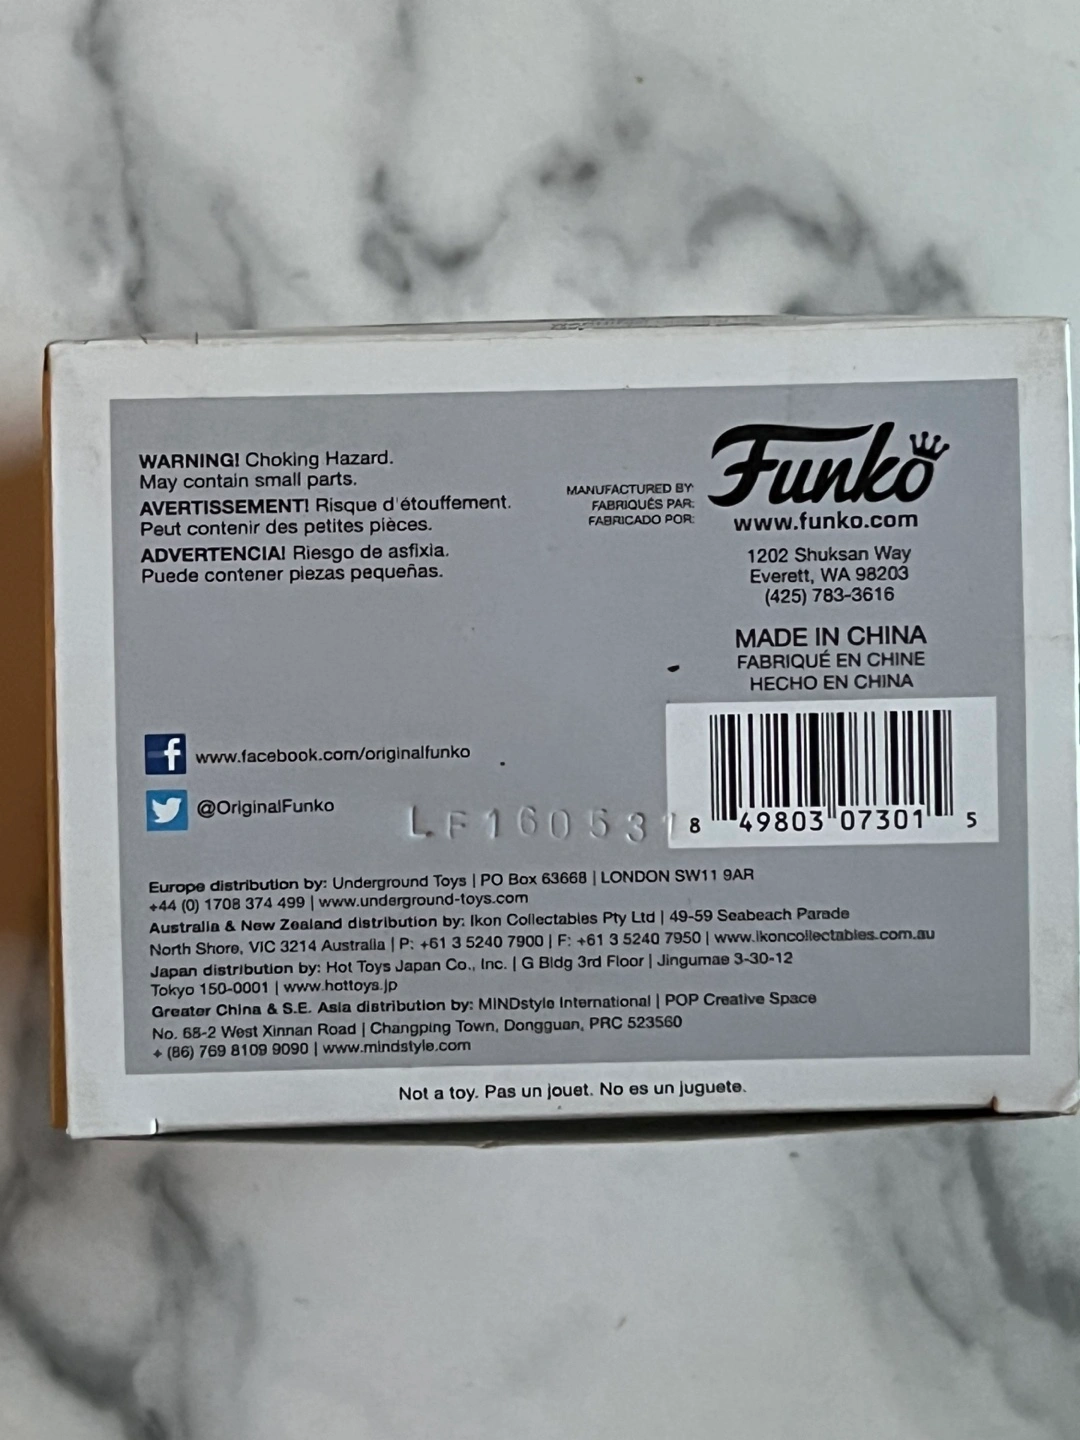 WARNING! Choking Hazard.
May contain small parts.
AVERTISSEMENT! Risque d'étouffement.
Peut contenir des petites pièces.
ADVERTENCIA! Riesgo de asfixia.
Puede contener piezas pequeñas.
MANUFACTURED BY:
FABRIQUÉS PAR:
FABRICADO POR:
Funko
www.funko.com
1202 Shuksan Way
Everett, WA 98203
(425) 783-3616
MADE IN CHINA
FABRIQUÉ EN CHINE
HECHO EN CHINA
f www.facebook.com/originalfunko
@OriginalFunko
LF160531
8 49803 07301 5
Europe distribution by: Underground Toys | PO Box 63668 | LONDON SW11 9AR
+44 (0) 1708 374 499 | www.underground-toys.com
Australia & New Zealand distribution by: Ikon Collectables Pty Ltd | 49-59 Seabeach Parade
North Shore, VIC 3214 Australia | P: +61 3 5240 7900 | F: +61 3 5240 7950 | www.ikoncollectables.com.au
Japan distribution by: Hot Toys Japan Co., Inc. | G Bldg 3rd Floor | Jingumae 3-30-12
Tokyo 150-0001 | www.hottoys.jp
Greater China & S.E. Asia distribution by: MINDstyle International | POP Creative Space
No. 68-2 West Xinnan Road | Changping Town, Dongguan, PRC 523560
+ (86) 769 8109 9090 | www.mindstyle.com
Not a toy. Pas un jouet. No es un juguete.